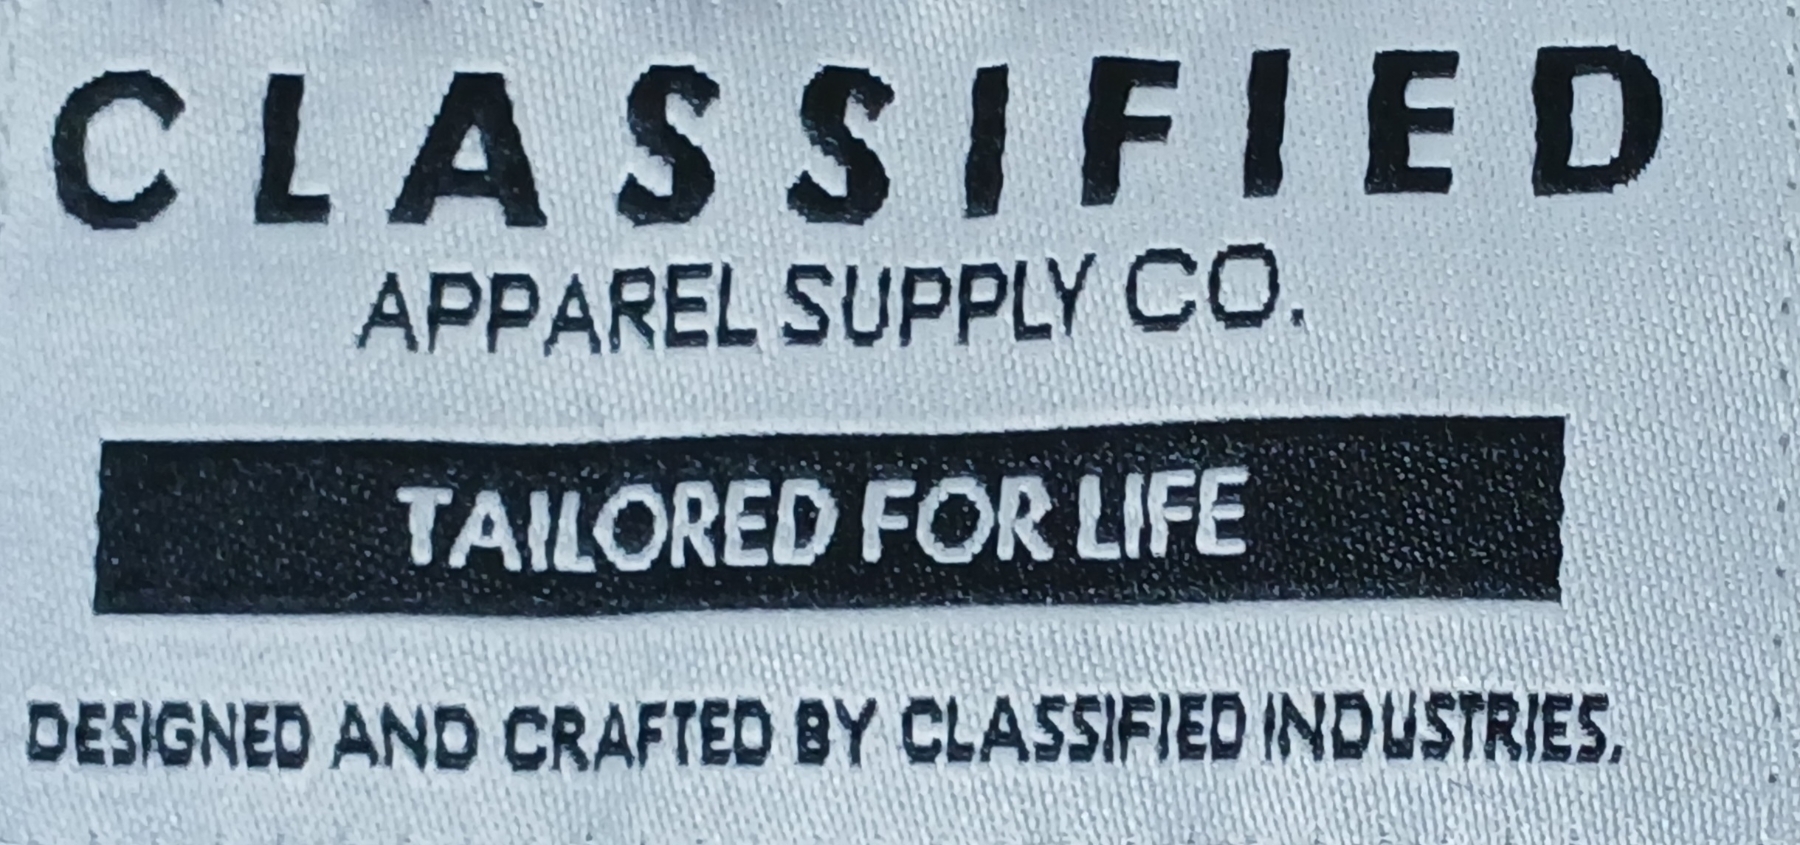 CLASSIFIED
APPAREL SUPPLY CO.
TAILORED FOR LIFE
DESIGNED AND CRAFTED BY CLASSIFIED INDUSTRIES.